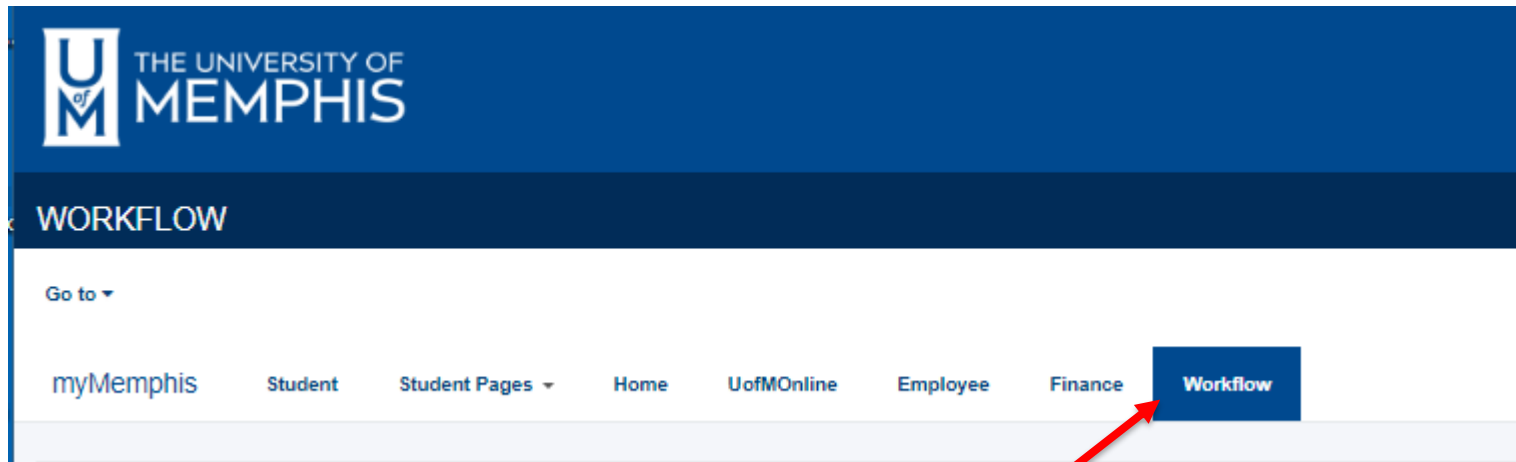 U
of
M
THE UNIVERSITY OF
MEMPHIS
WORKFLOW
Go to
myMemphis Student Student Pages Home UofMOnline Employee Finance Workflow